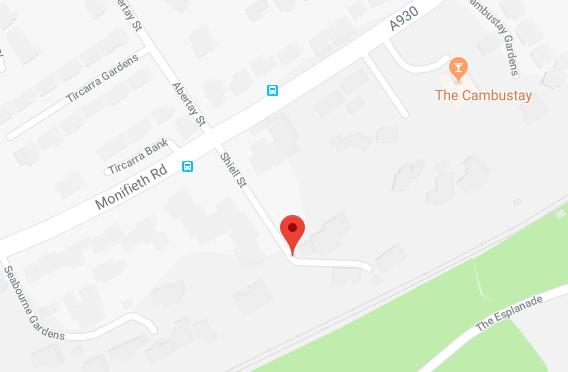 Abertay St
A930
Cambustay Gardens
Tircarra Gardens
Abertay St
The Cambustay
Tircarra Bank
Shiell St
Monifieth Rd
Seabourne Gardens
The Esplanade